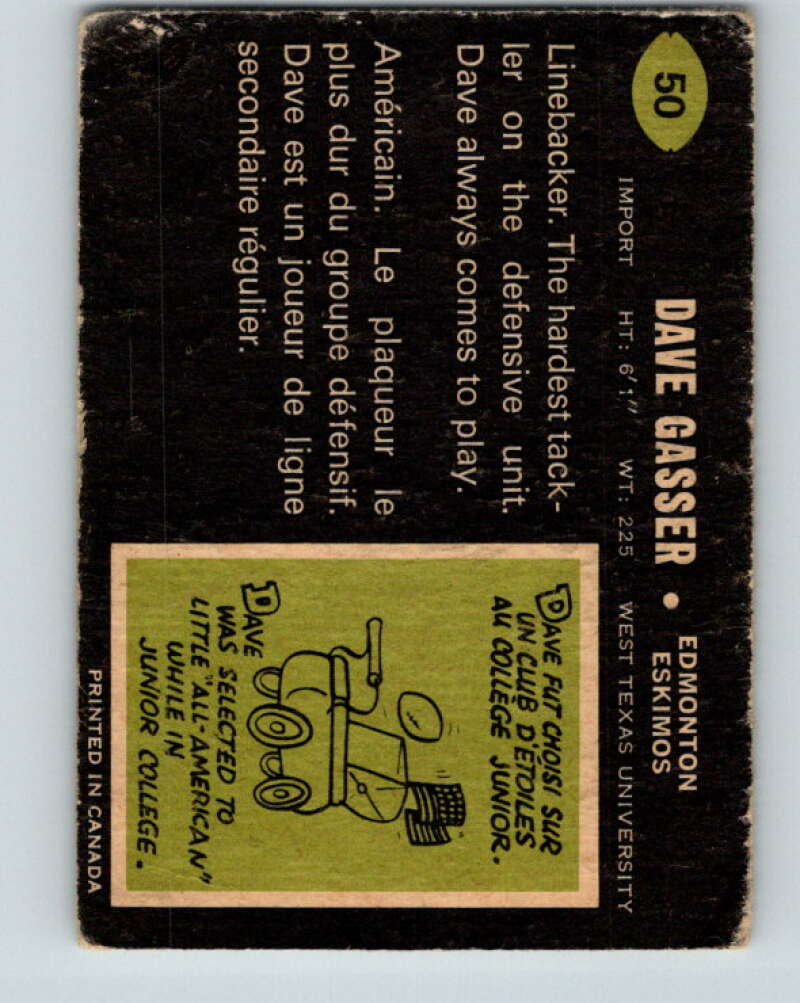 50
DAVE GASSER • EDMONTON
ESKIMOS
IMPORT HT: 6'1" WT: 225 WEST TEXAS UNIVERSITY
Linebacker. The hardest tack-
ler on the defensive unit.
Dave always comes to play.
Américain. Le plaqueur le
plus dur du groupe défensif.
Dave est un joueur de ligne
secondaire régulier.
DAVE FUT CHOISI SUR
UN CLUB D'ÉTOILES
AU COLLÈGE JUNIOR.
DAVE
WAS SELECTED TO
LITTLE "ALL-AMERICAN"
WHILE IN
JUNIOR COLLEGE.
PRINTED IN CANADA